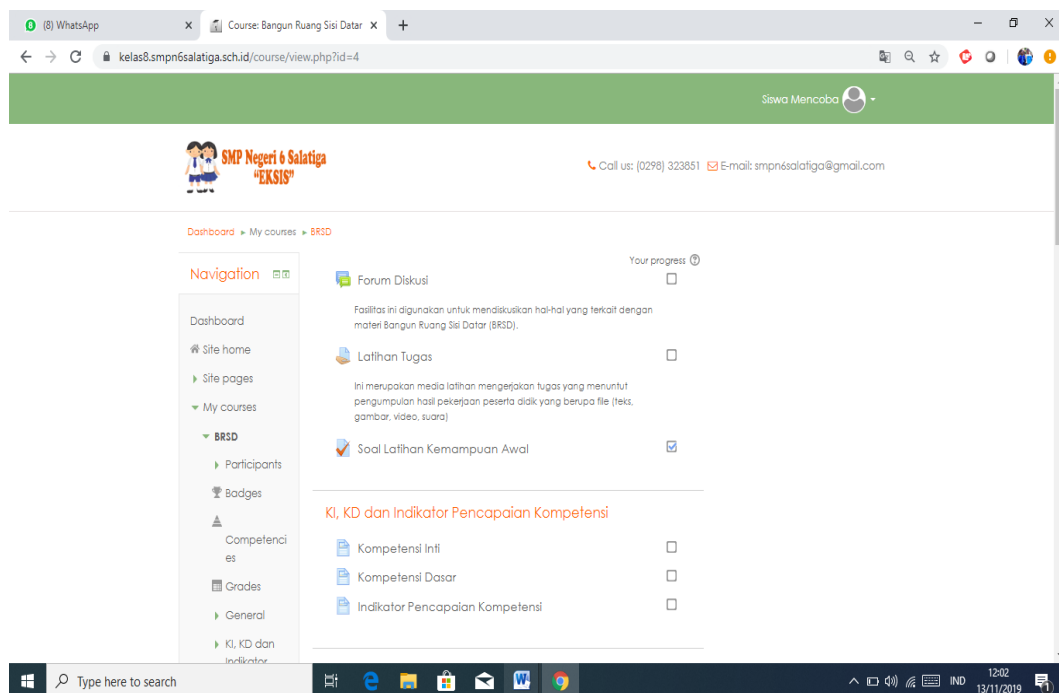 (8) WhatsApp
Course: Bangun Ruang Sisi Datar
kelas8.smpn6salatiga.sch.id/course/view.php?id=4
Siswa Mencoba
SMP Negeri 6 Salatiga
"EKSIS"
Call us: (0298) 323851 E-mail: smpn6salatiga@gmail.com
Dashboard ▸ My courses ▸ BRSD
Navigation
Dashboard
Site home
Site pages
My courses
BRSD
Participants
Badges
Competenci
es
Grades
General
KI, KD dan
Indikator
Your progress
Forum Diskusi
Fasilitas ini digunakan untuk mendiskusikan hal-hal yang terkait dengan
materi Bangun Ruang Sisi Datar (BRSD).
Latihan Tugas
Ini merupakan media latihan mengerjakan tugas yang menuntut
pengumpulan hasil pekerjaan peserta didik yang berupa file (teks,
gambar, video, suara)
Soal Latihan Kemampuan Awal
KI, KD dan Indikator Pencapaian Kompetensi
Kompetensi Inti
Kompetensi Dasar
Indikator Pencapaian Kompetensi
Type here to search
IND
12:02
13/11/2019